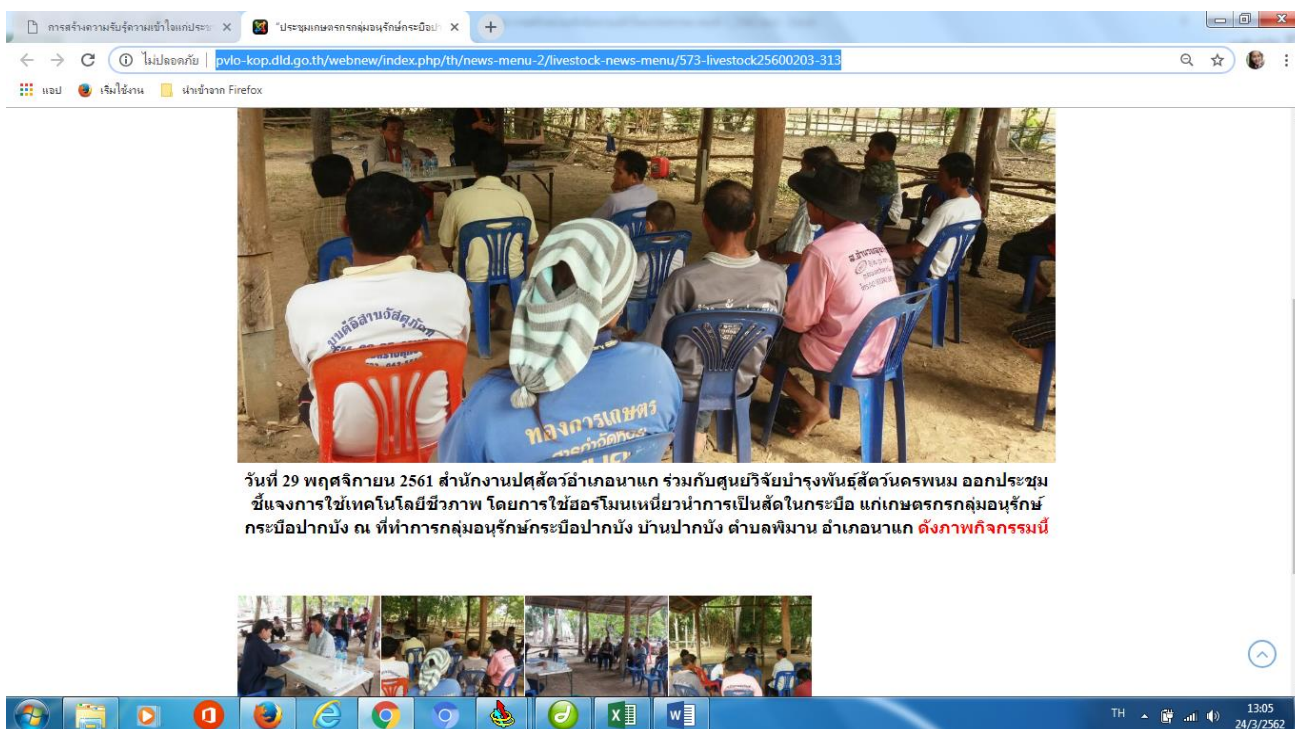 การสร้างความรับรู้ความเข้าใจแก่ประชา
"ประชุมเกษตรกรกลุ่มอนุรักษ์กระบือปา
ไม่ปลอดภัย
pvlo-kop.dld.go.th/webnew/index.php/th/news-menu-2/livestock-news-menu/573-livestock25600203-313
แอป
เริ่มใช้งาน
นำเข้าจาก Firefox
ทองการเกษตร
วันที่ 29 พฤศจิกายน 2561 สำนักงานปศุสัตว์อำเภอนาแก ร่วมกับศูนย์วิจัยบำรุงพันธุ์สัตว์นครพนม ออกประชุม
ชี้แจงการใช้เทคโนโลยีชีวภาพ โดยการใช้ฮอร์โมนเหนี่ยวนำการเป็นสัดในกระบือ แก่เกษตรกรกลุ่มอนุรักษ์
กระบือปากบัง ณ ที่ทำการกลุ่มอนุรักษ์กระบือปากบัง บ้านปากบัง ตำบลพิมาน อำเภอนาแก ดังภาพกิจกรรมนี้
TH
13:05
24/3/2562